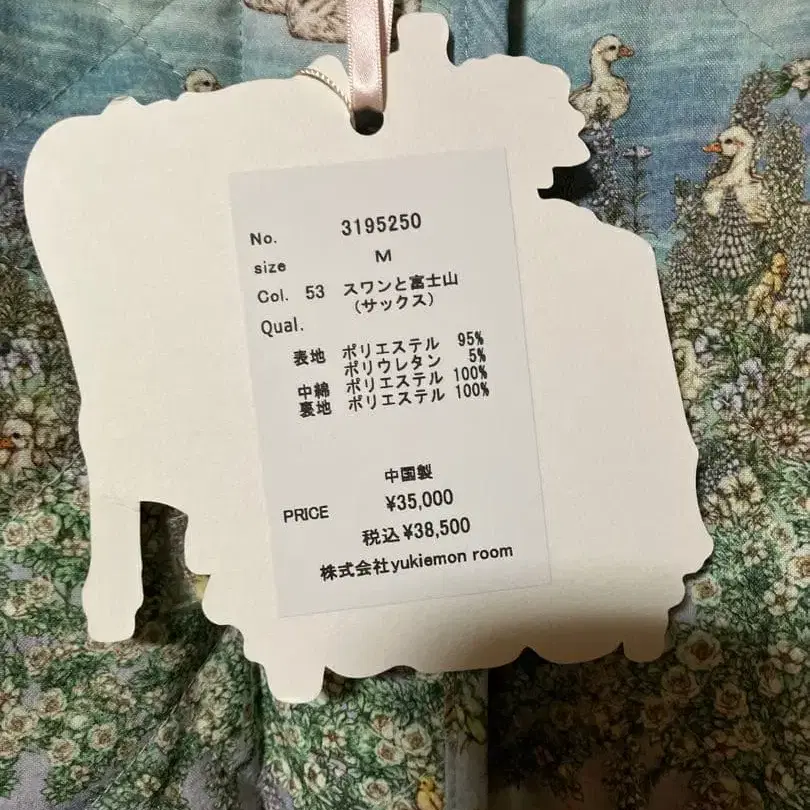 No. 3195250
size M
Col. 53 スワンと富士山
(サックス)
Qual.
表地 ポリエステル 95%
ポリウレタン 5%
中綿 ポリエステル 100%
裏地 ポリエステル 100%
中国製
PRICE ¥35,000
税込¥38,500
株式会社yukiemon room